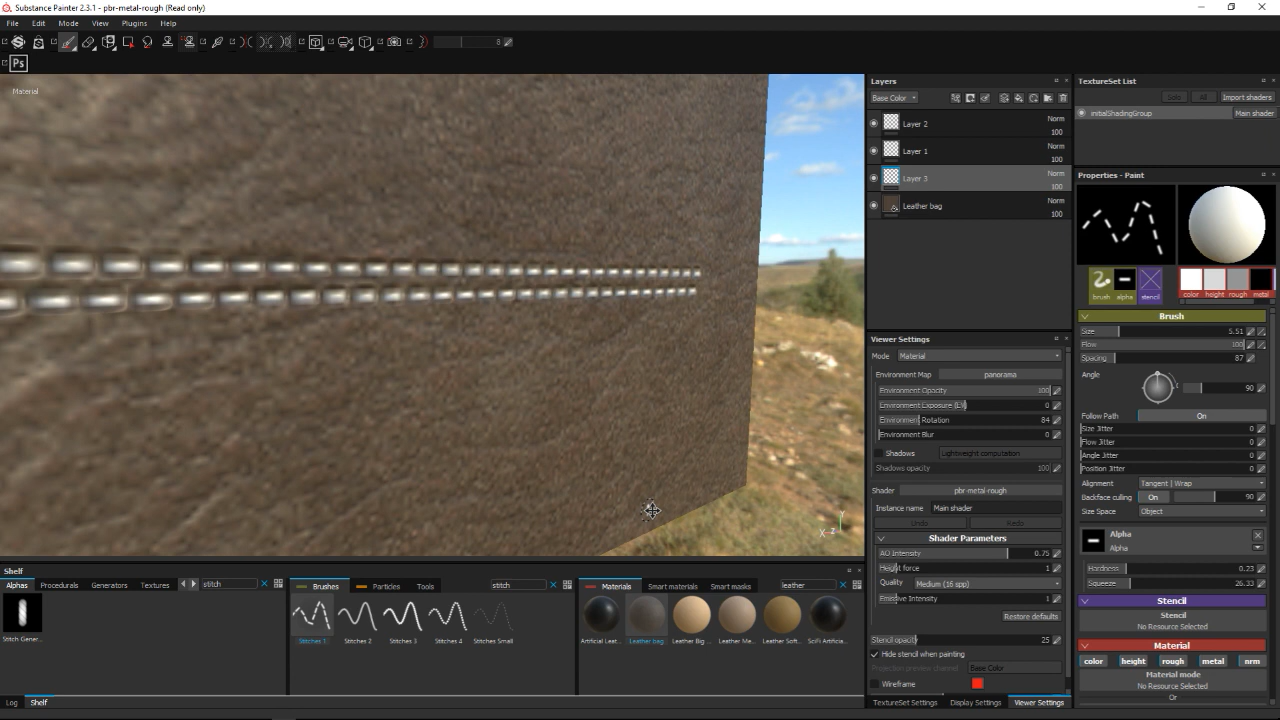 Substance Painter 2.3.1 - pbr-metal-rough (Read only)
File Edit Mode View Plugins Help
8
Ps
Material
Layers
Base Color
Layer 2 Norm 100
Layer 1 Norm 100
Layer 3 Norm 100
Leather bag Norm 100
Viewer Settings
Mode Material
Environment Map panorama
Environment Opacity 100
Environment Exposure (EV) 0
Environment Rotation 84
Environment Blur 0
Shadows Lightweight computation
Shadows opacity 100
Shader pbr-metal-rough
Instance name Main shader
Undo Redo
Shader Parameters
AO Intensity 0.75
Height force 1
Quality Medium (16 spp)
Emissive Intensity 1
Restore defaults
Stencil opacity 25
Hide stencil when painting
Projection preview channel Base Color
Wireframe
TextureSet Settings Display Settings Viewer Settings
TextureSet List
Solo All Import shaders
initialShadingGroup Main shader
Properties - Paint
brush alpha stencil color height rough metal
Brush
Size 5.51
Flow 100
Spacing 87
Angle
90
Follow Path On
Size Jitter 0
Flow Jitter 0
Angle Jitter 0
Position Jitter 0
Alignment Tangent | Wrap
Backface culling On 90
Size Space Object
Alpha
Alpha
Hardness 0.23
Squeeze 26.33
Stencil
Stencil
No Resource Selected
Material
color height rough metal nrm
Material mode
No Resource Selected
Or
X Z Y
Shelf
Alphas Procedurals Generators Textures stitch
Stitch Gener...
Brushes Particles Tools stitch
Stitches 1 Stitches 2 Stitches 3 Stitches 4 Stitches Small
Materials Smart materials Smart masks leather
Artificial Leat... Leather bag Leather Big ... Leather Me... Leather Soft... SciFi Artificia...
Log Shelf